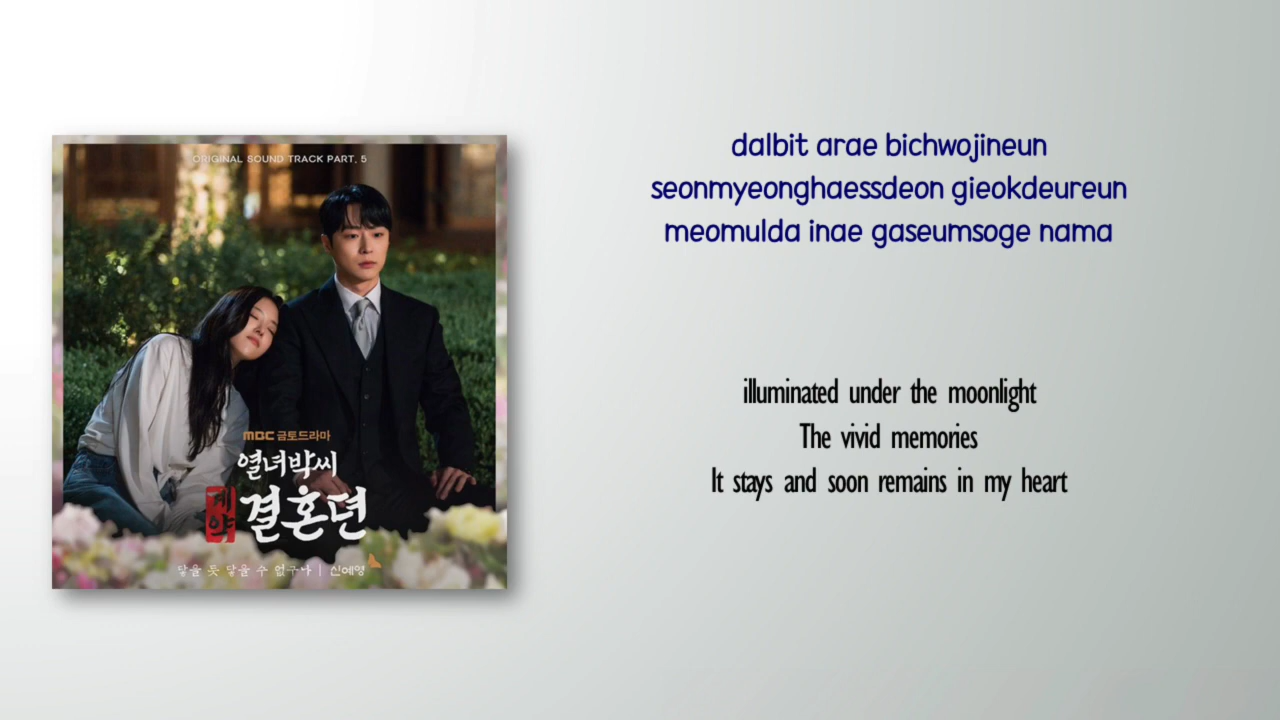 ORIGINAL SOUND TRACK PART. 5
MBC 금토드라마
열녀박씨
계약
결혼뎐
닿을 듯 닿을 수 없구나 | 신예영
dalbit arae bichwojineun
seonmyeonghaessdeon gieokdeureun
meomulda inae gaseumsoge nama
illuminated under the moonlight
The vivid memories
It stays and soon remains in my heart